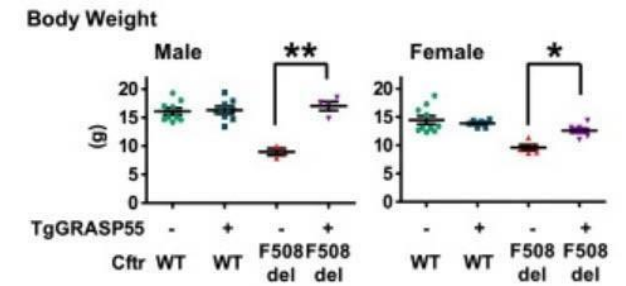 Body Weight
Male ** Female *
20 20
15 15
(g) 10 10
5 5
0 0
TgGRASP55 - + - + - + - +
Cftr WT WT F508 del F508 del WT WT F508 del F508 del